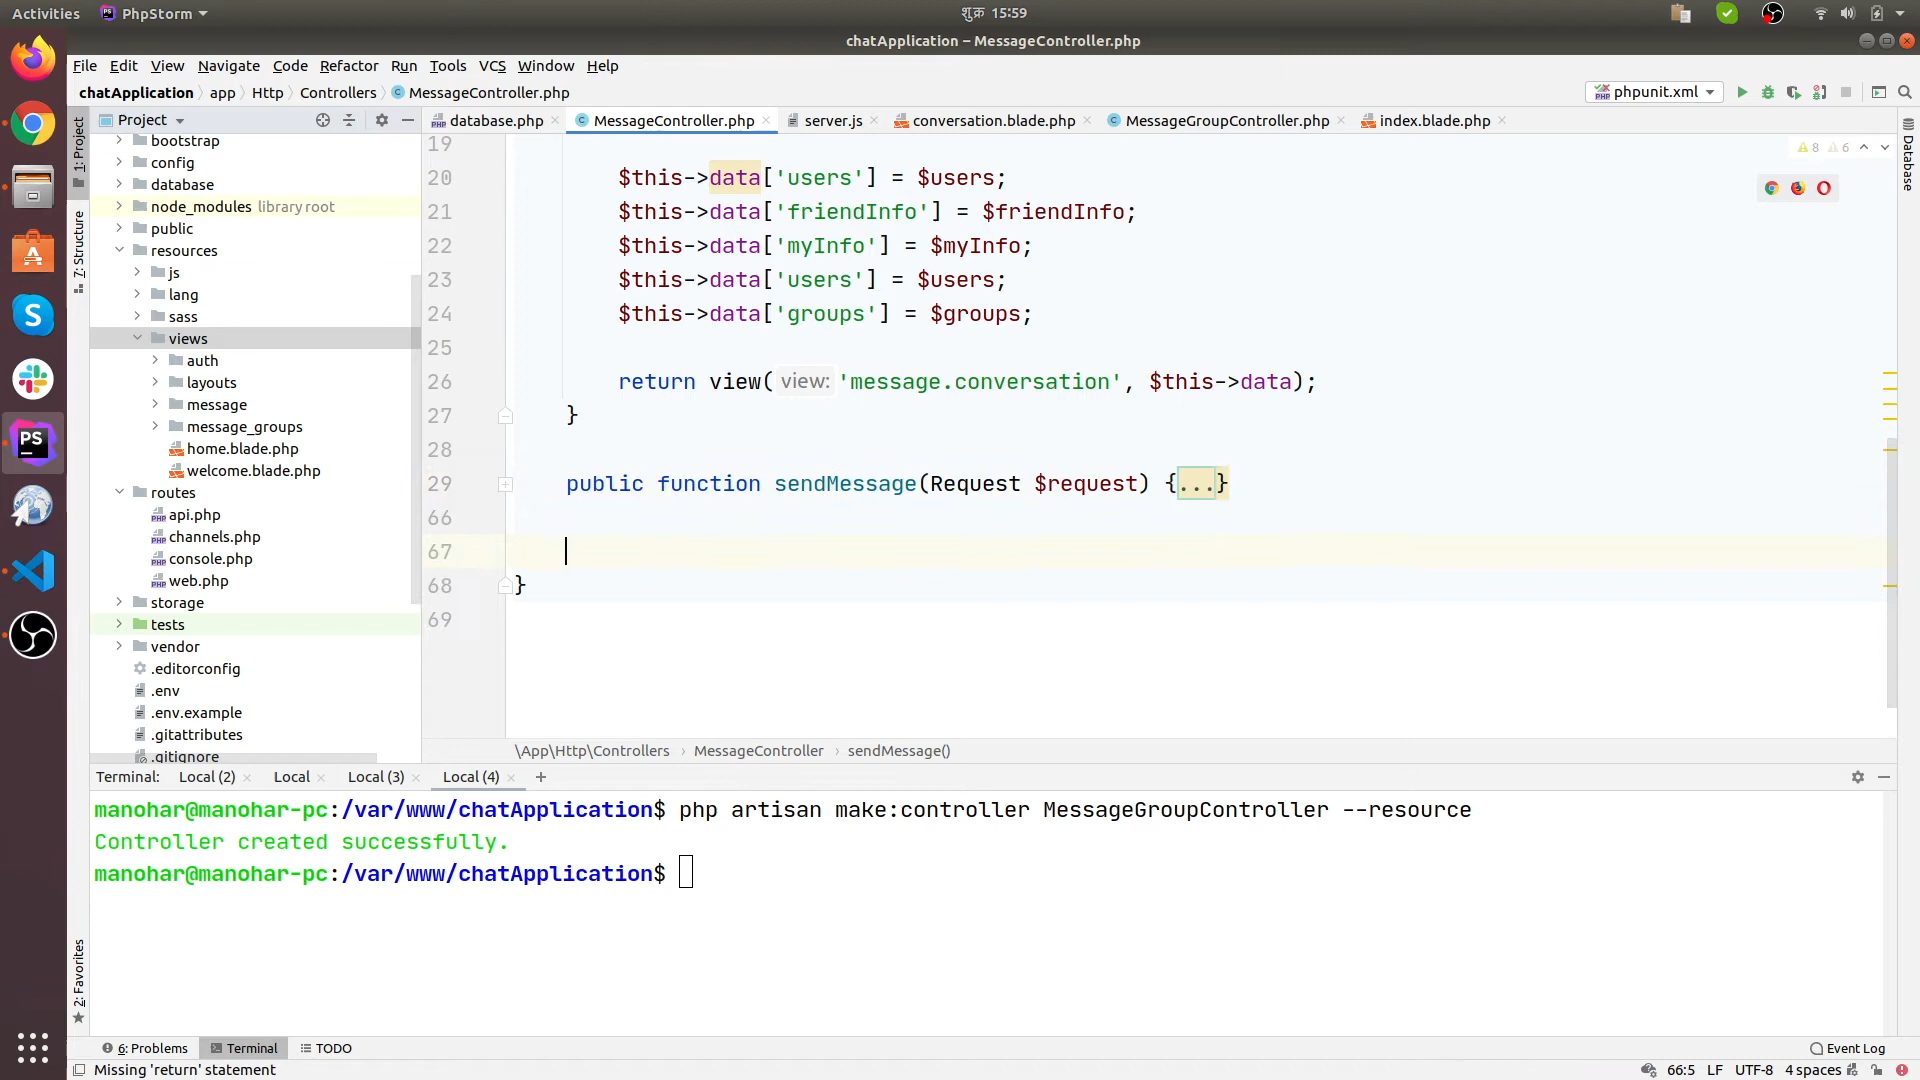 Activities PhpStorm शुक्र 15:59
chatApplication – MessageController.php
File Edit View Navigate Code Refactor Run Tools VCS Window Help
chatApplication app Http Controllers MessageController.php phpunit.xml
Project database.php MessageController.php server.js conversation.blade.php MessageGroupController.php index.blade.php
1: Project
7: Structure
2: Favorites
Database
bootstrap
config
database
node_modules library root
public
resources
js
lang
sass
views
auth
layouts
message
message_groups
home.blade.php
welcome.blade.php
routes
api.php
channels.php
console.php
web.php
storage
tests
vendor
.editorconfig
.env
.env.example
.gitattributes
.gitignore
8 6
19
20 $this->data['users'] = $users;
21 $this->data['friendInfo'] = $friendInfo;
22 $this->data['myInfo'] = $myInfo;
23 $this->data['users'] = $users;
24 $this->data['groups'] = $groups;
25
26 return view( view: 'message.conversation', $this->data);
27 }
28
29 public function sendMessage(Request $request) {...}
66
67
68 }
69
\App\Http\Controllers MessageController sendMessage()
Terminal: Local (2) Local Local (3) Local (4)
manohar@manohar-pc:/var/www/chatApplication$ php artisan make:controller MessageGroupController --resource
Controller created successfully.
manohar@manohar-pc:/var/www/chatApplication$
6: Problems Terminal TODO Event Log
Missing 'return' statement 66:5 LF UTF-8 4 spaces